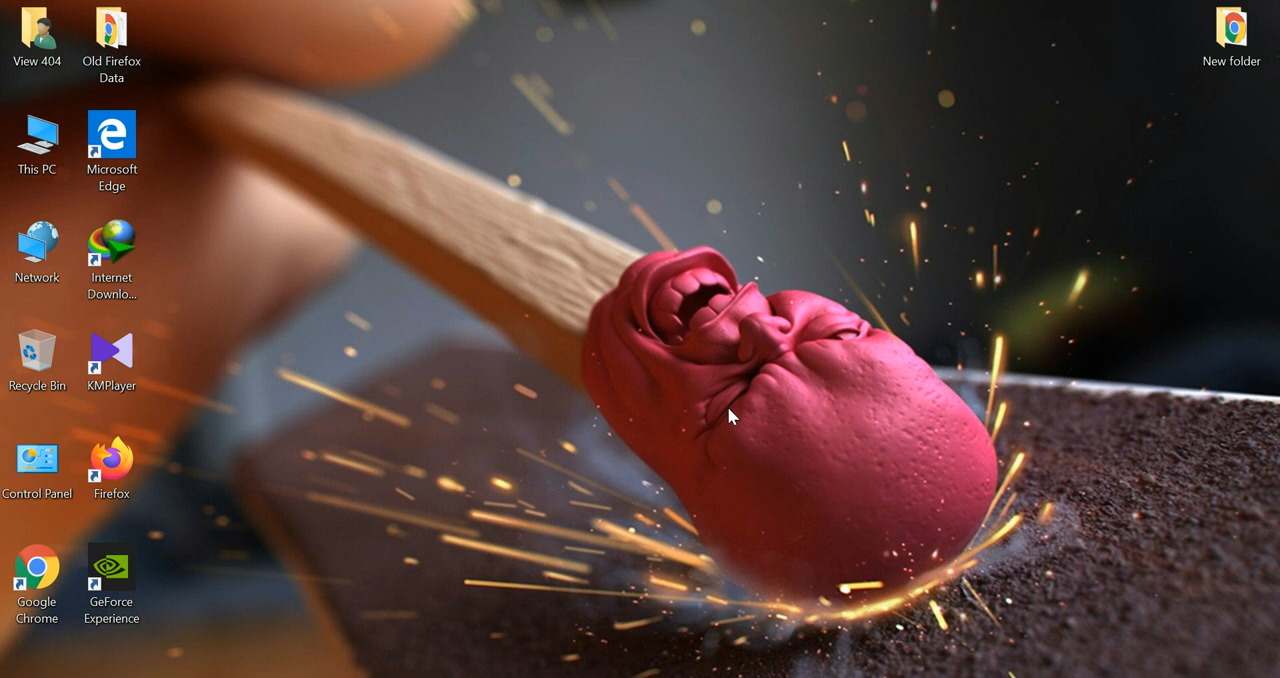 View 404
Old Firefox
Data
New folder
This PC
Microsoft
Edge
Network
Internet
Downlo...
Recycle Bin
KMPlayer
Control Panel
Firefox
Google
Chrome
GeForce
Experience